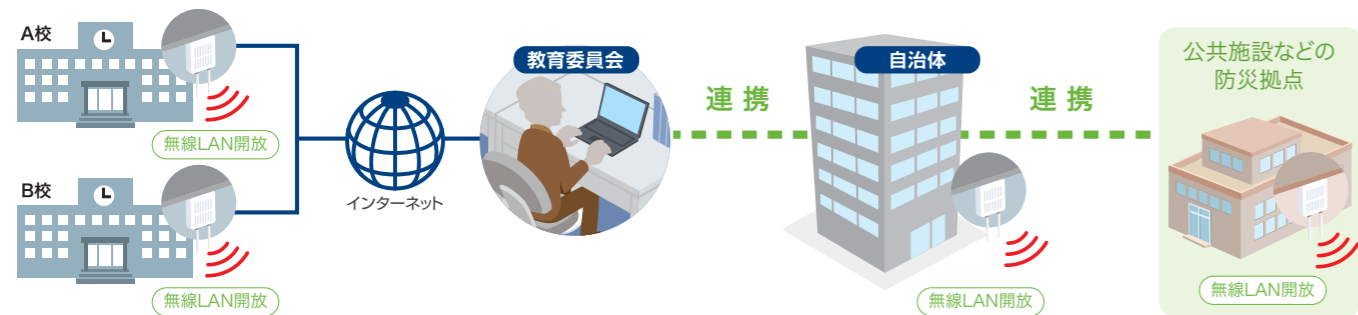 A校
無線LAN開放
B校
無線LAN開放
インターネット
教育委員会
連携
自治体
無線LAN開放
連携
公共施設などの
防災拠点
無線LAN開放